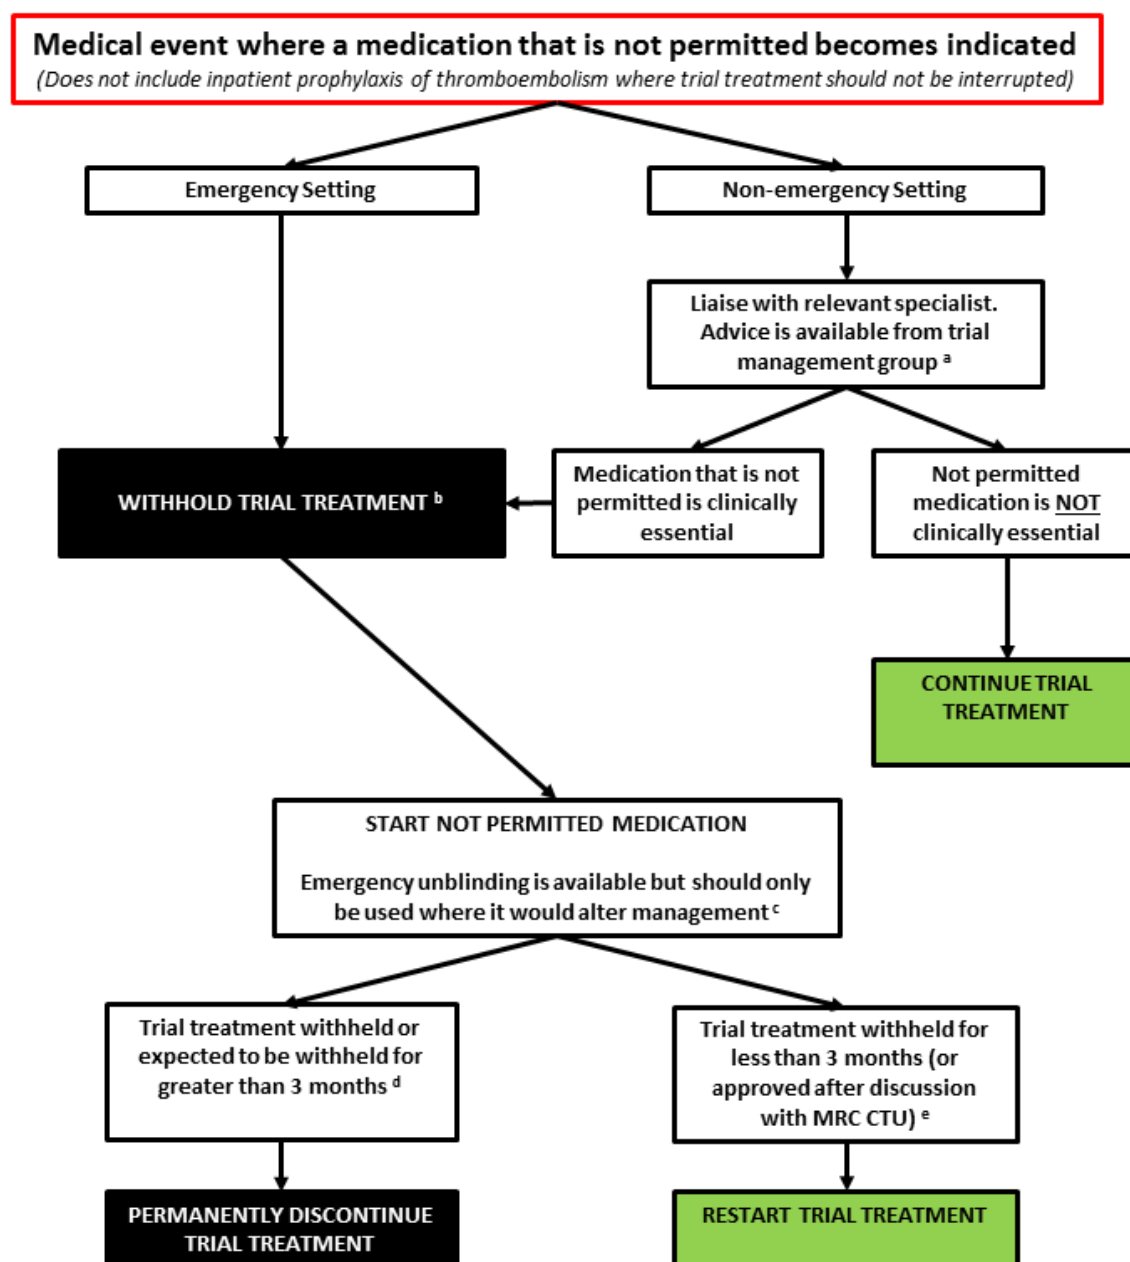 Medical event where a medication that is not permitted becomes indicated
(Does not include inpatient prophylaxis of thromboembolism where trial treatment should not be interrupted)
Emergency Setting
Non-emergency Setting
Liaise with relevant specialist.
Advice is available from trial
management group a
WITHHOLD TRIAL TREATMENT b
Medication that is not
permitted is clinically
essential
Not permitted
medication is NOT
clinically essential
CONTINUE TRIAL
TREATMENT
START NOT PERMITTED MEDICATION
Emergency unblinding is available but should only
be used where it would alter management c
Trial treatment withheld or
expected to be withheld for
greater than 3 months d
Trial treatment withheld for
less than 3 months (or
approved after discussion
with MRC CTU) e
PERMANENTLY DISCONTINUE
TRIAL TREATMENT
RESTART TRIAL TREATMENT